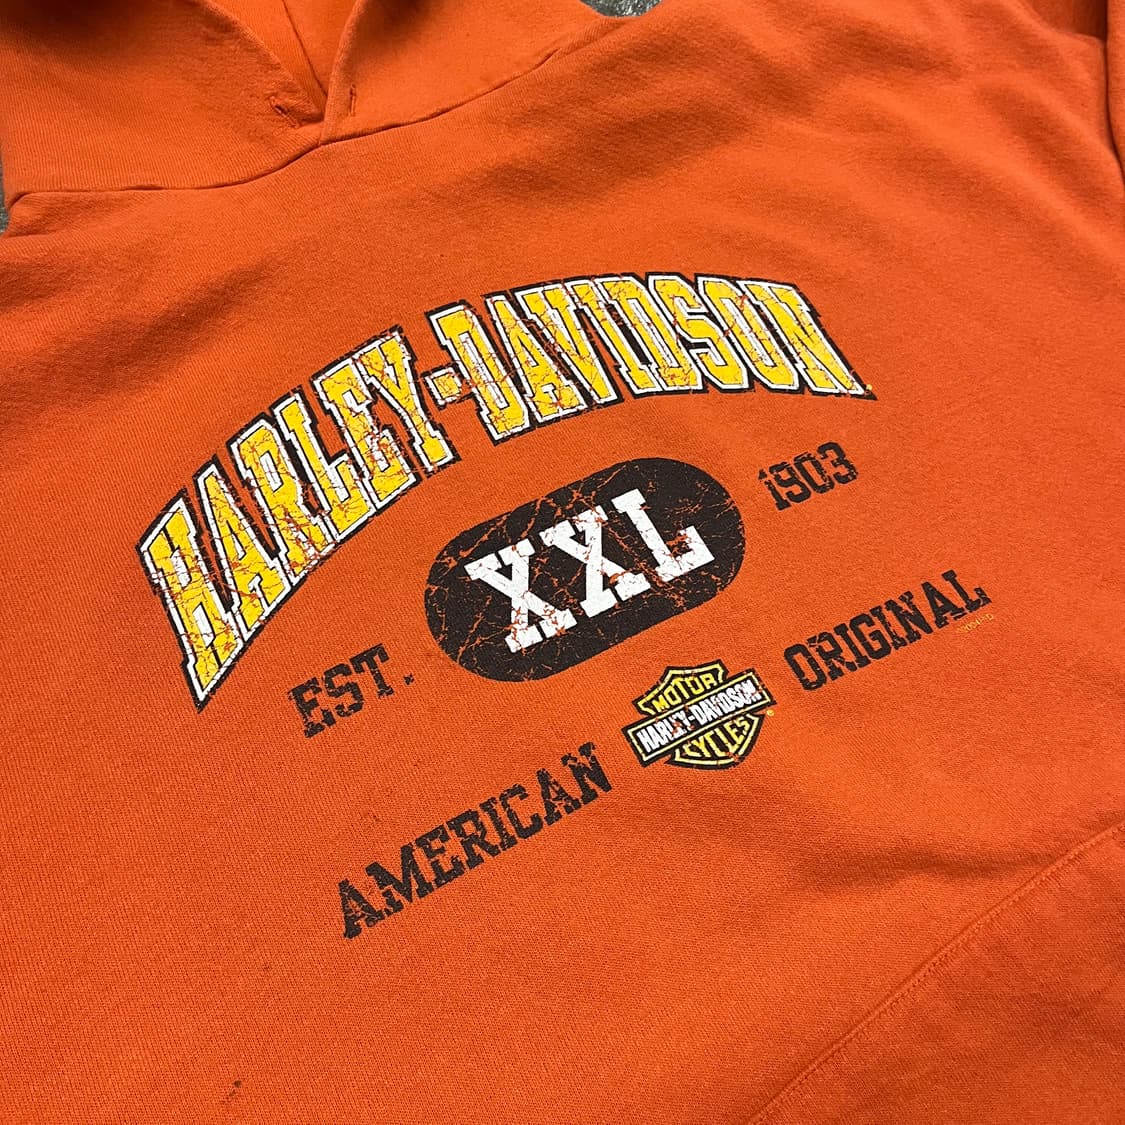 HARLEY-DAVIDSON
EST. XXL 1903
AMERICAN MOTOR HARLEY-DAVIDSON CYCLES ORIGINAL